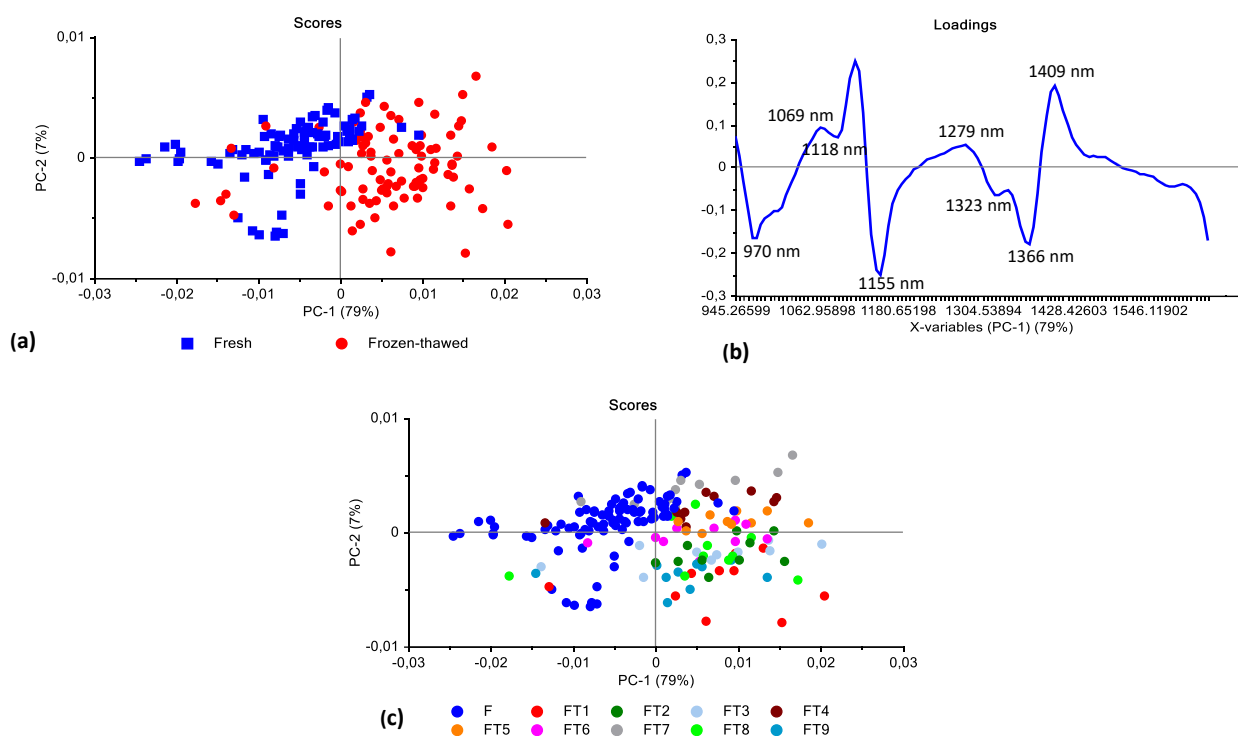 Scores
0,01
0
-0,01
PC-2 (7%)
-0,03
-0,02
-0,01
0
0,01
0,02
0,03
PC-1 (79%)
(a)
Fresh
Frozen-thawed
Loadings
0,3
0,2
0,1
0
-0,1
-0,2
-0,3
1409 nm
1069 nm
1279 nm
1118 nm
1323 nm
970 nm
1366 nm
1155 nm
945.26599
1062.95898
1180.65198
1304.53894
1428.42603
1546.11902
X-variables (PC-1) (79%)
(b)
Scores
0,01
0
-0,01
PC-2 (7%)
-0,03
-0,02
-0,01
0
0,01
0,02
0,03
PC-1 (79%)
(c)
F
FT1
FT2
FT3
FT4
FT5
FT6
FT7
FT8
FT9